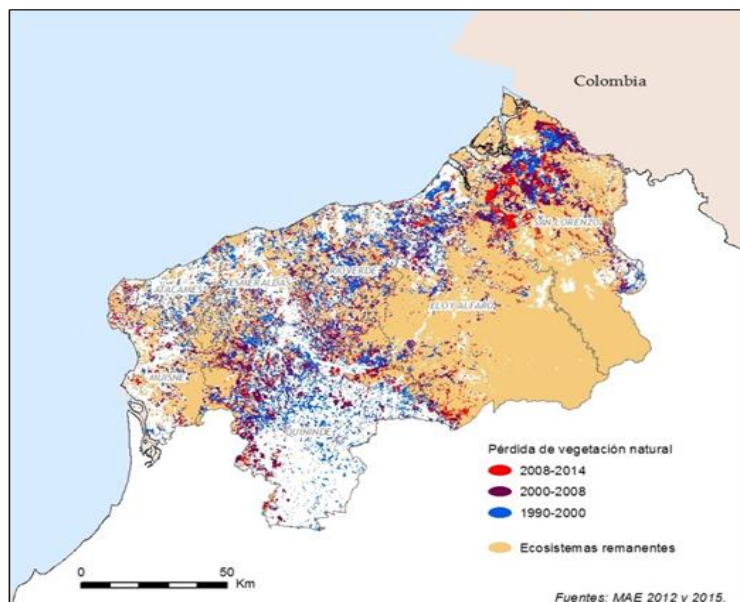 Colombia
SAN LORENZO
RIOVERDE
ESMERALDAS
ATACAMES
ELOY ALFARO
MUISNE
QUININDE
Pérdida de vegetación natural
2008-2014
2000-2008
1990-2000
Ecosistemas remanentes
0
50
Km
Fuentes: MAE 2012 y 2015.